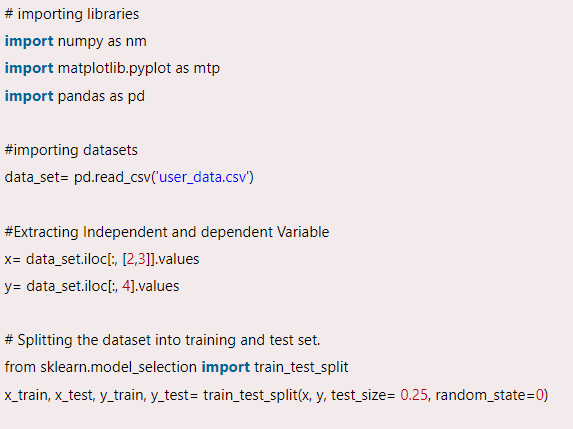 # importing libraries
import numpy as nm
import matplotlib.pyplot as mtp
import pandas as pd
#importing datasets
data_set= pd.read_csv('user_data.csv')
#Extracting Independent and dependent Variable
x= data_set.iloc[:, [2,3]].values
y= data_set.iloc[:, 4].values
# Splitting the dataset into training and test set.
from sklearn.model_selection import train_test_split
x_train, x_test, y_train, y_test= train_test_split(x, y, test_size= 0.25, random_state=0)